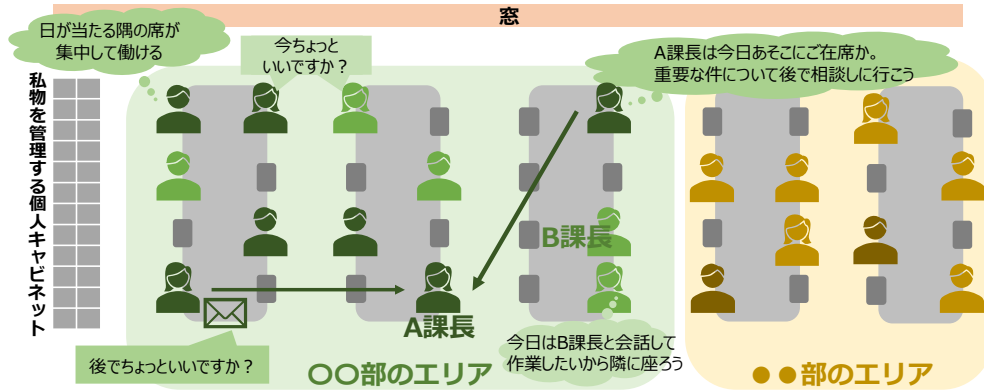 窓
日が当たる隅の席が
集中して働ける
今ちょっと
いいですか？
A課長は今日あそこにご在席か。
重要な件について後で相談しに行こう
私物を管理する個人キャビネット
B課長
A課長
後でちょっといいですか？
今日はB課長と会話して
作業したいから隣に座ろう
〇〇部のエリア
●●部のエリア